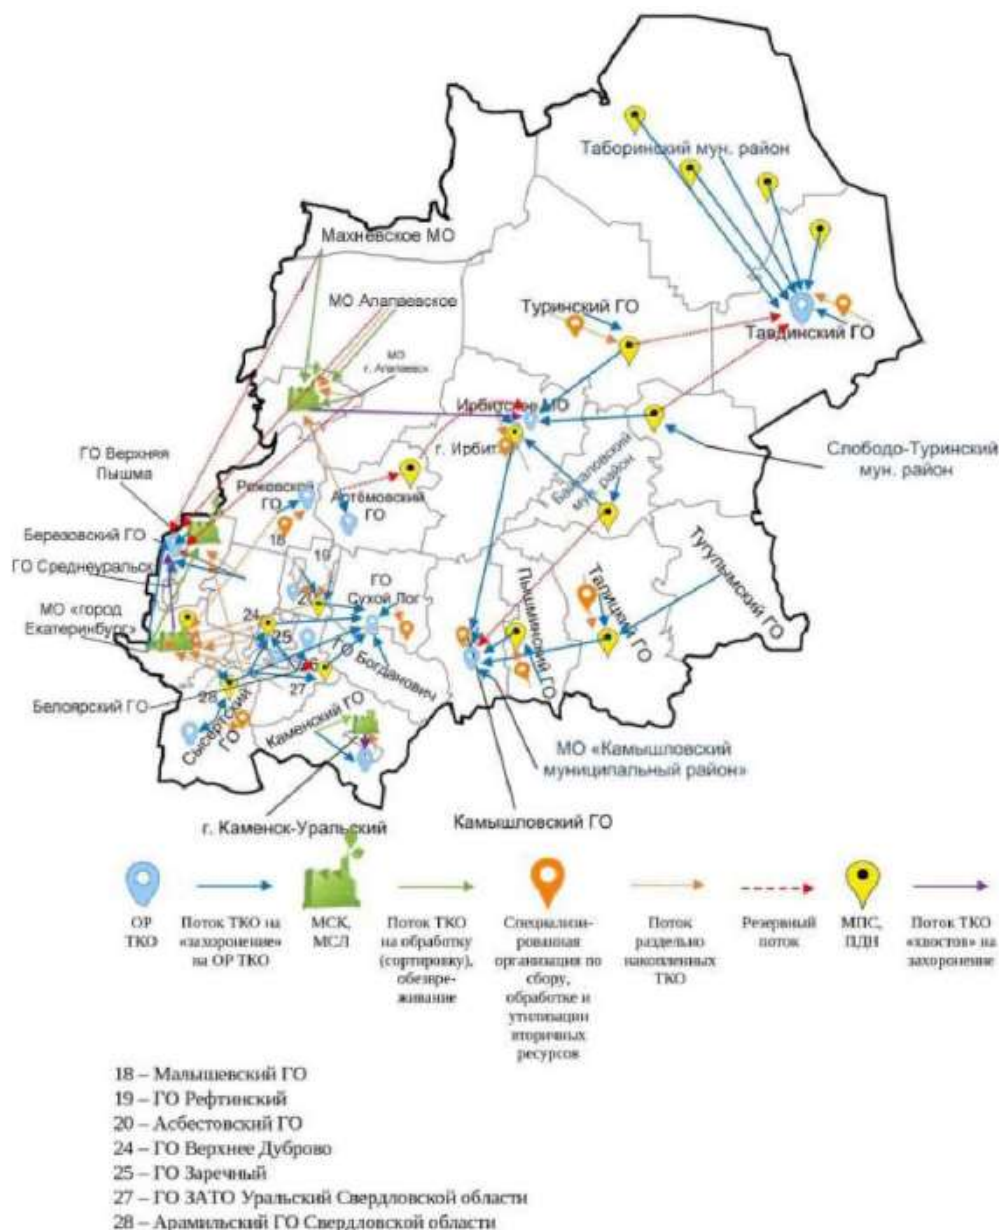 Таборинский мун. район
Махневское МО
МО Алапаевское
Туринский ГО
Тавдинский ГО
МО
г. Алапаевск
Ирбитское МО
г. Ирбит
ГО Верхняя
Пышма
Слободо-Туринский
мун. район
Байкаловский
мун. район
Режевской
ГО
Артёмовский
ГО
18
Березовский ГО
19
ГО Среднеуральск
ГО
Сухой Лог
Тугулымский ГО
Пышминский ГО
Талицкий ГО
МО «город
Екатеринбург»
24
25
ГО Богданович
27
28
Белоярский ГО
Сысертский
ГО
Каменский ГО
МО «Камышловский
муниципальный район»
г. Каменск-Уральский
Камышловский ГО
ОР
ТКО
Поток ТКО на
«захоронение»
на ОР ТКО
МСК,
МСЛ
Поток ТКО
на обработку
(сортировку),
обезвре-
живание
Специализи-
рованная
организация по
сбору,
обработке и
утилизации
вторичных
ресурсов
Поток
раздельно
накопленных
ТКО
Резервный
поток
МПС,
ПДН
Поток ТКО
«хвостов» на
захоронение
18 – Малышевский ГО
19 – ГО Рефтинский
20 – Асбестовский ГО
24 – ГО Верхнее Дуброво
25 – ГО Заречный
27 – ГО ЗАТО Уральский Свердловской области
28 – Арамильский ГО Свердловской области